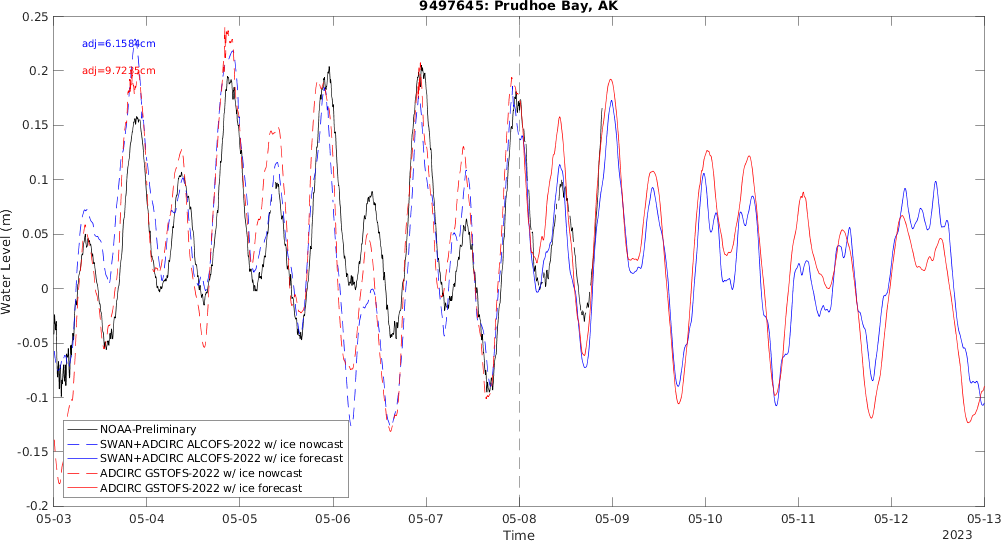 9497645: Prudhoe Bay, AK
0.25
0.2
0.15
0.1
0.05
0
-0.05
-0.1
-0.15
-0.2
Water Level (m)
adj=6.1584cm
adj=9.7235cm
NOAA-Preliminary
SWAN+ADCIRC ALCOFS-2022 w/ ice nowcast
SWAN+ADCIRC ALCOFS-2022 w/ ice forecast
ADCIRC GSTOFS-2022 w/ ice nowcast
ADCIRC GSTOFS-2022 w/ ice forecast
05-03 05-04 05-05 05-06 05-07 05-08 05-09 05-10 05-11 05-12 05-13
Time
2023